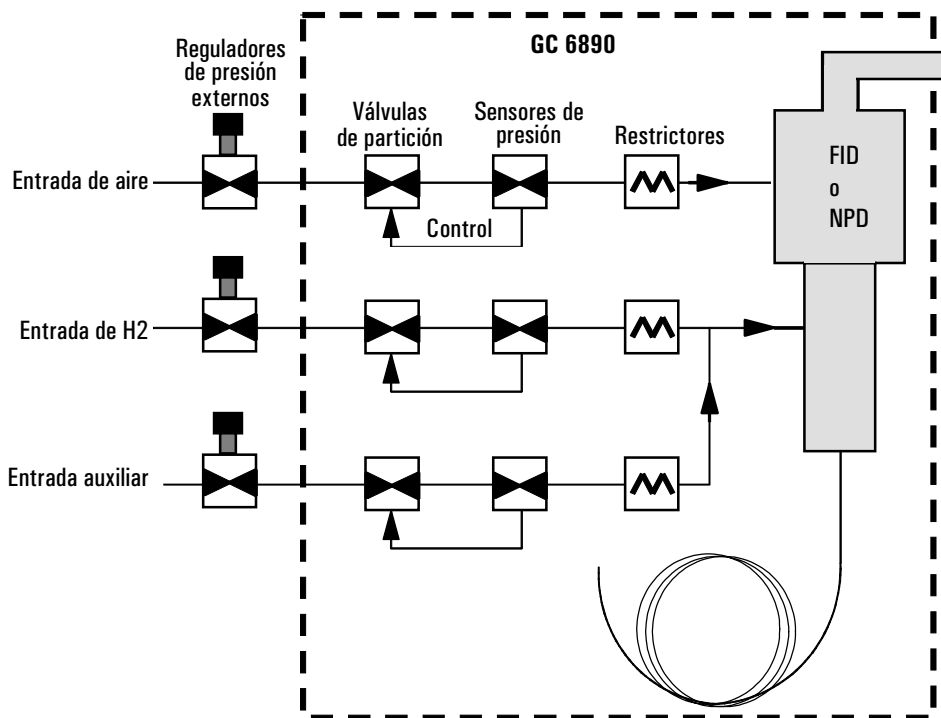 GC 6890
Reguladores
de presión
externos
Válvulas
de partición
Sensores de
presión
Restrictores
Entrada de aire
Control
FID
o
NPD
Entrada de H2
Entrada auxiliar